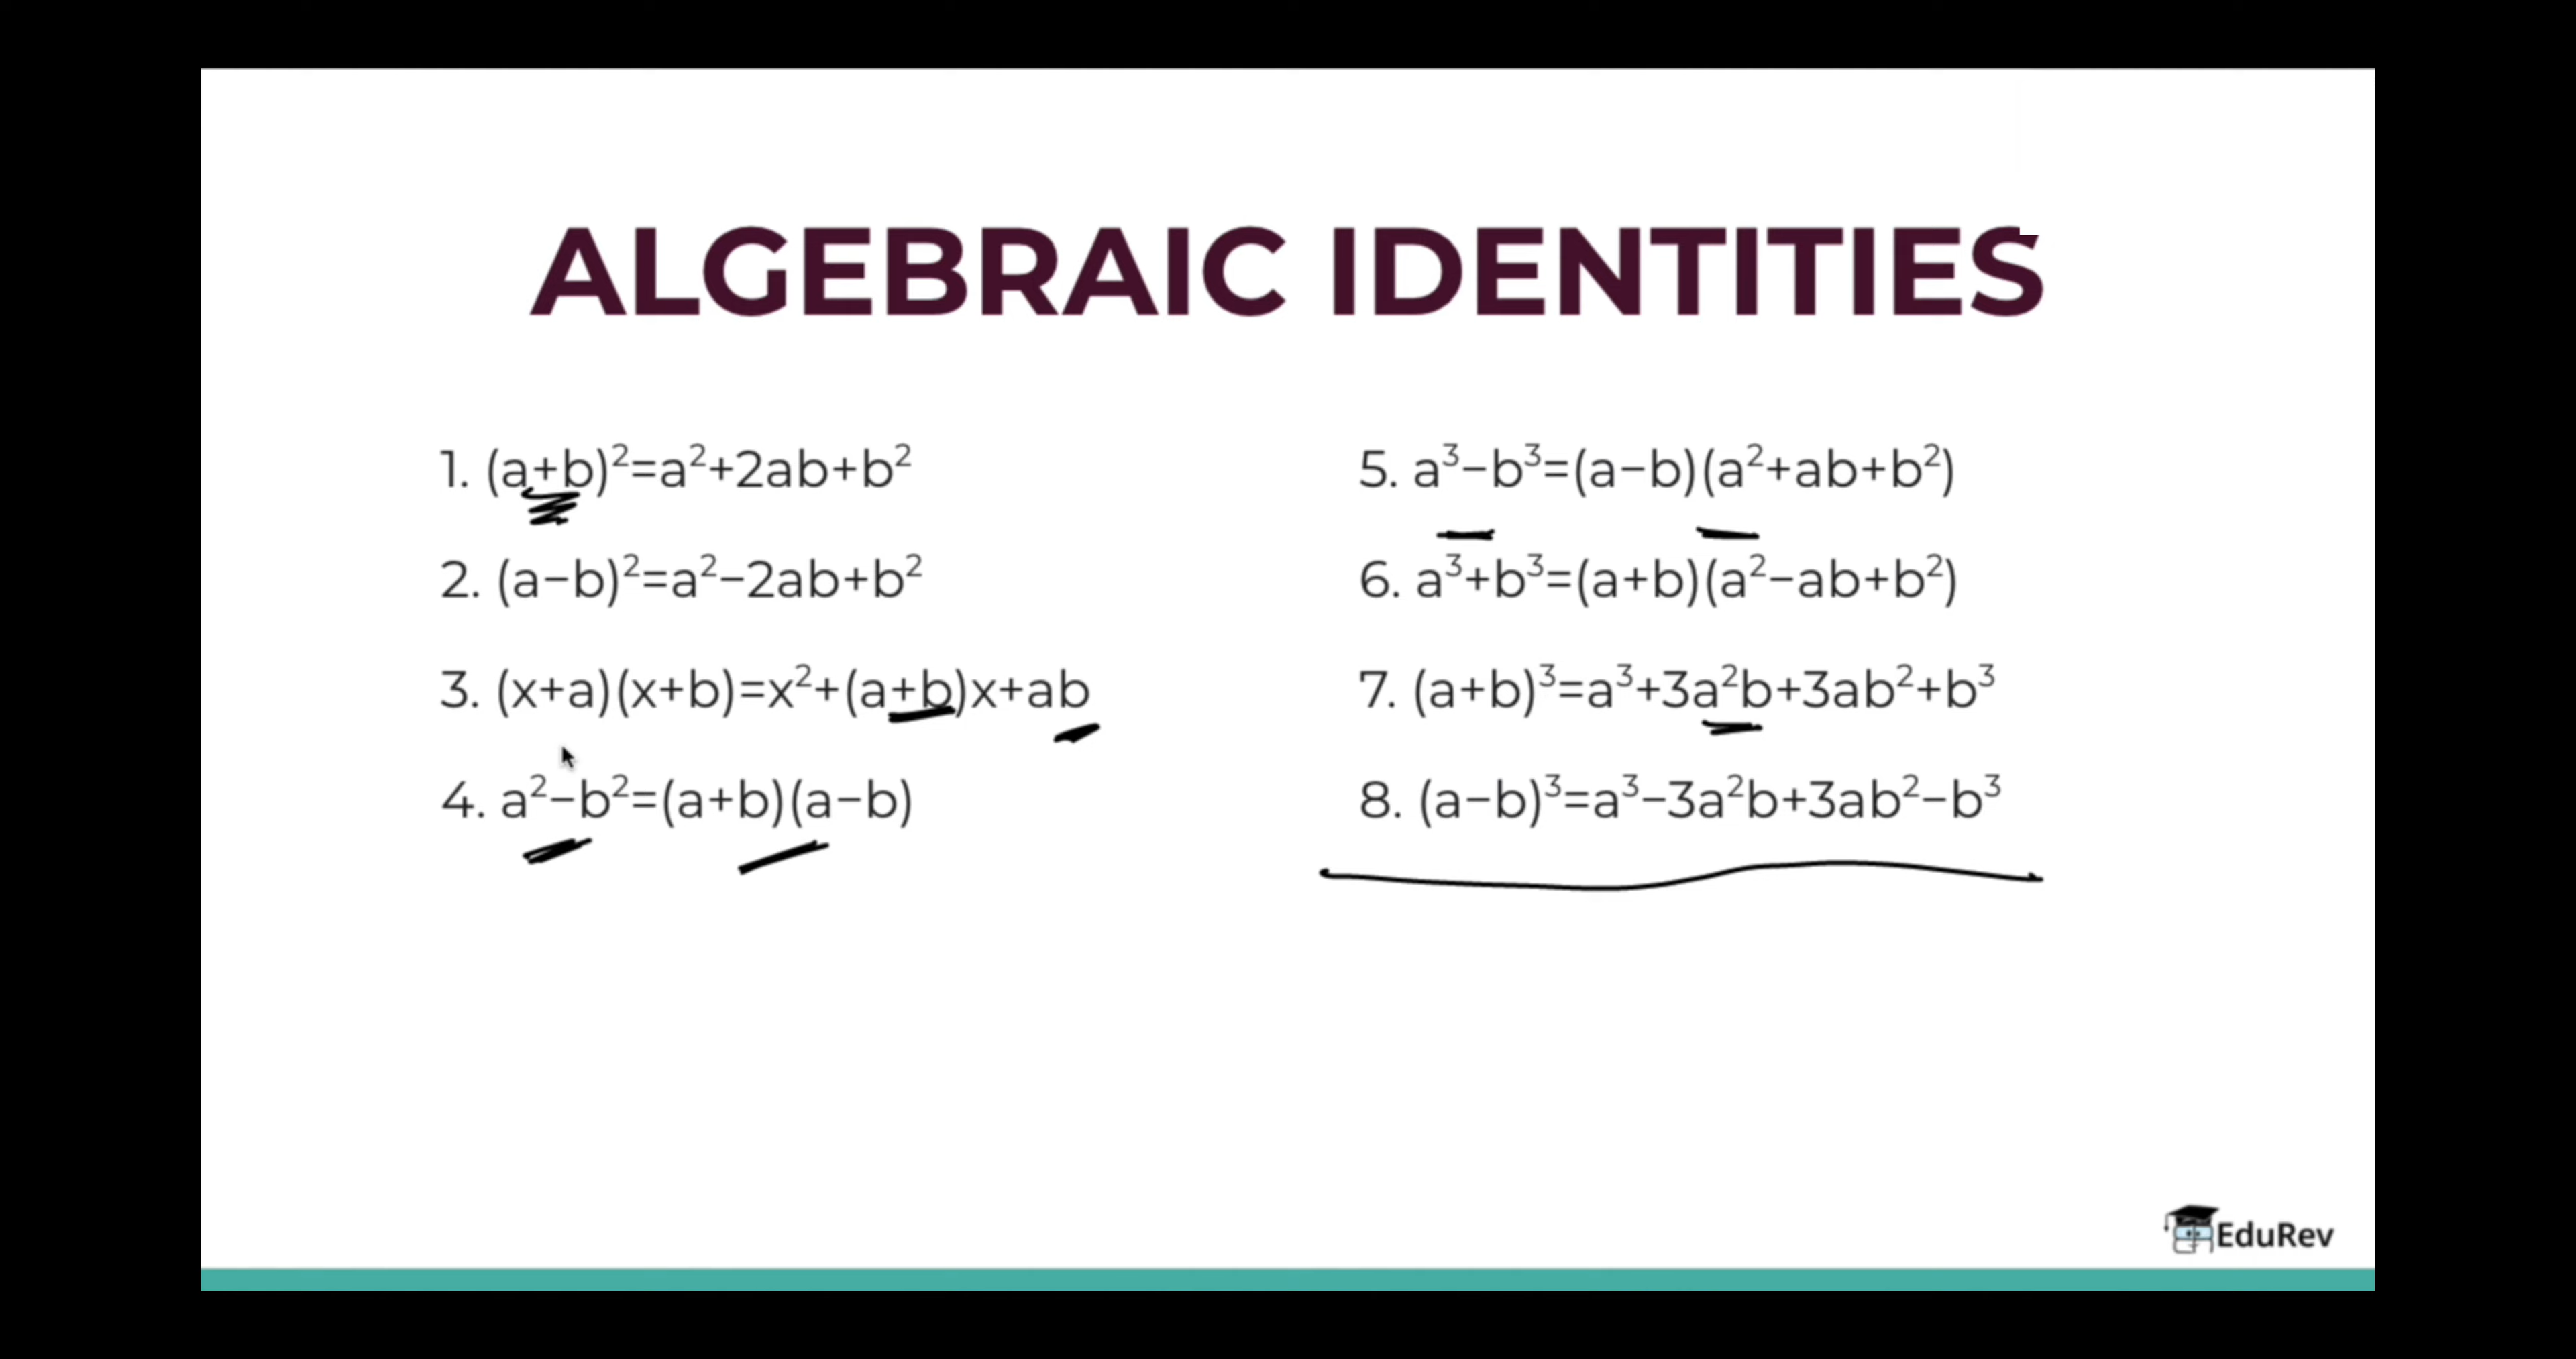 ALGEBRAIC IDENTITIES
1. (a+b)²=a²+2ab+b²
2. (a−b)²=a²−2ab+b²
3. (x+a)(x+b)=x²+(a+b)x+ab
4. a²−b²=(a+b)(a−b)
5. a³−b³=(a−b)(a²+ab+b²)
6. a³+b³=(a+b)(a²−ab+b²)
7. (a+b)³=a³+3a²b+3ab²+b³
8. (a−b)³=a³−3a²b+3ab²−b³
EduRev